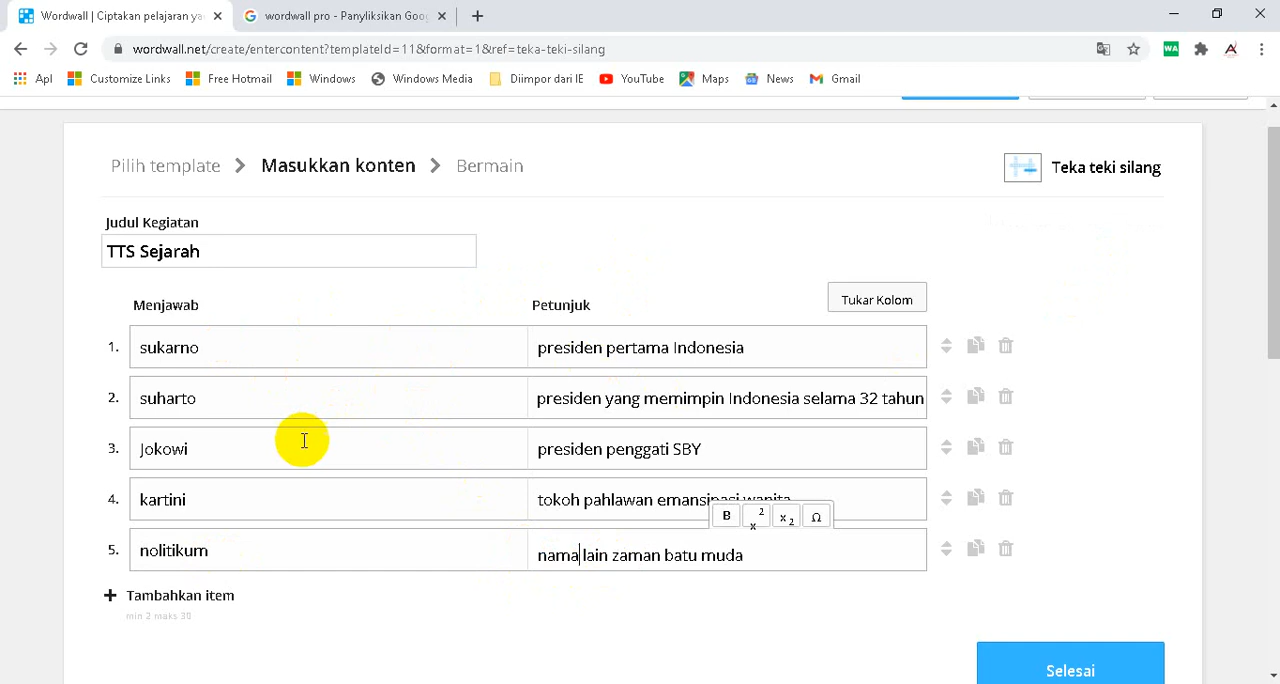 Wordwall | Ciptakan pelajaran ya
wordwall pro - Panyliksikan Goo
wordwall.net/create/entercontent?templateId=11&format=1&ref=teka-teki-silang
WA
Apl
Customize Links
Free Hotmail
Windows
Windows Media
Diimpor dari IE
YouTube
Maps
News
Gmail
Pilih template
Masukkan konten
Bermain
Teka teki silang
Judul Kegiatan
TTS Sejarah
Menjawab
Petunjuk
Tukar Kolom
1. sukarno presiden pertama Indonesia
2. suharto presiden yang memimpin Indonesia selama 32 tahun
3. Jokowi presiden penggati SBY
4. kartini tokoh pahlawan emansipasi wanita
B x2 x2 Ω
5. nolitikum nama lain zaman batu muda
+ Tambahkan item
min 2 maks 30
Selesai